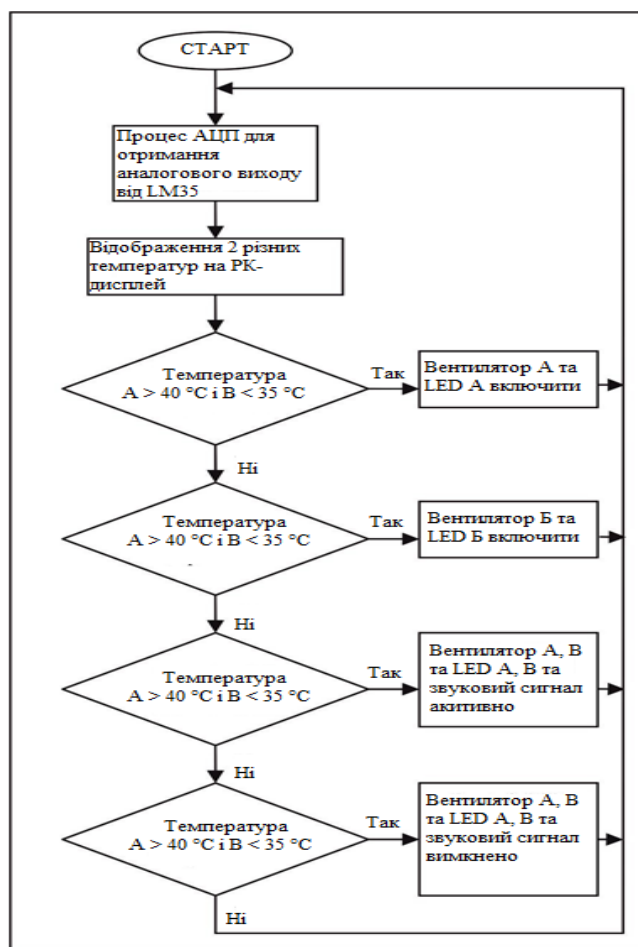 СТАРТ
Процес АЦП для
отримання
аналогового виходу
від LM35
Відображення 2 різних
температур на РК-
дисплей
Температура
A > 40 °C і B < 35 °C
Так
Вентилятор А та
LED А включити
Ні
Температура
A > 40 °C і B < 35 °C
Так
Вентилятор Б та
LED Б включити
Ні
Температура
A > 40 °C і B < 35 °C
Так
Вентилятор А, В
та LED А, В та
звуковий сигнал
акитивно
Ні
Температура
A > 40 °C і B < 35 °C
Так
Вентилятор А, В
та LED А, В та
звуковий сигнал
вимкнено
Ні